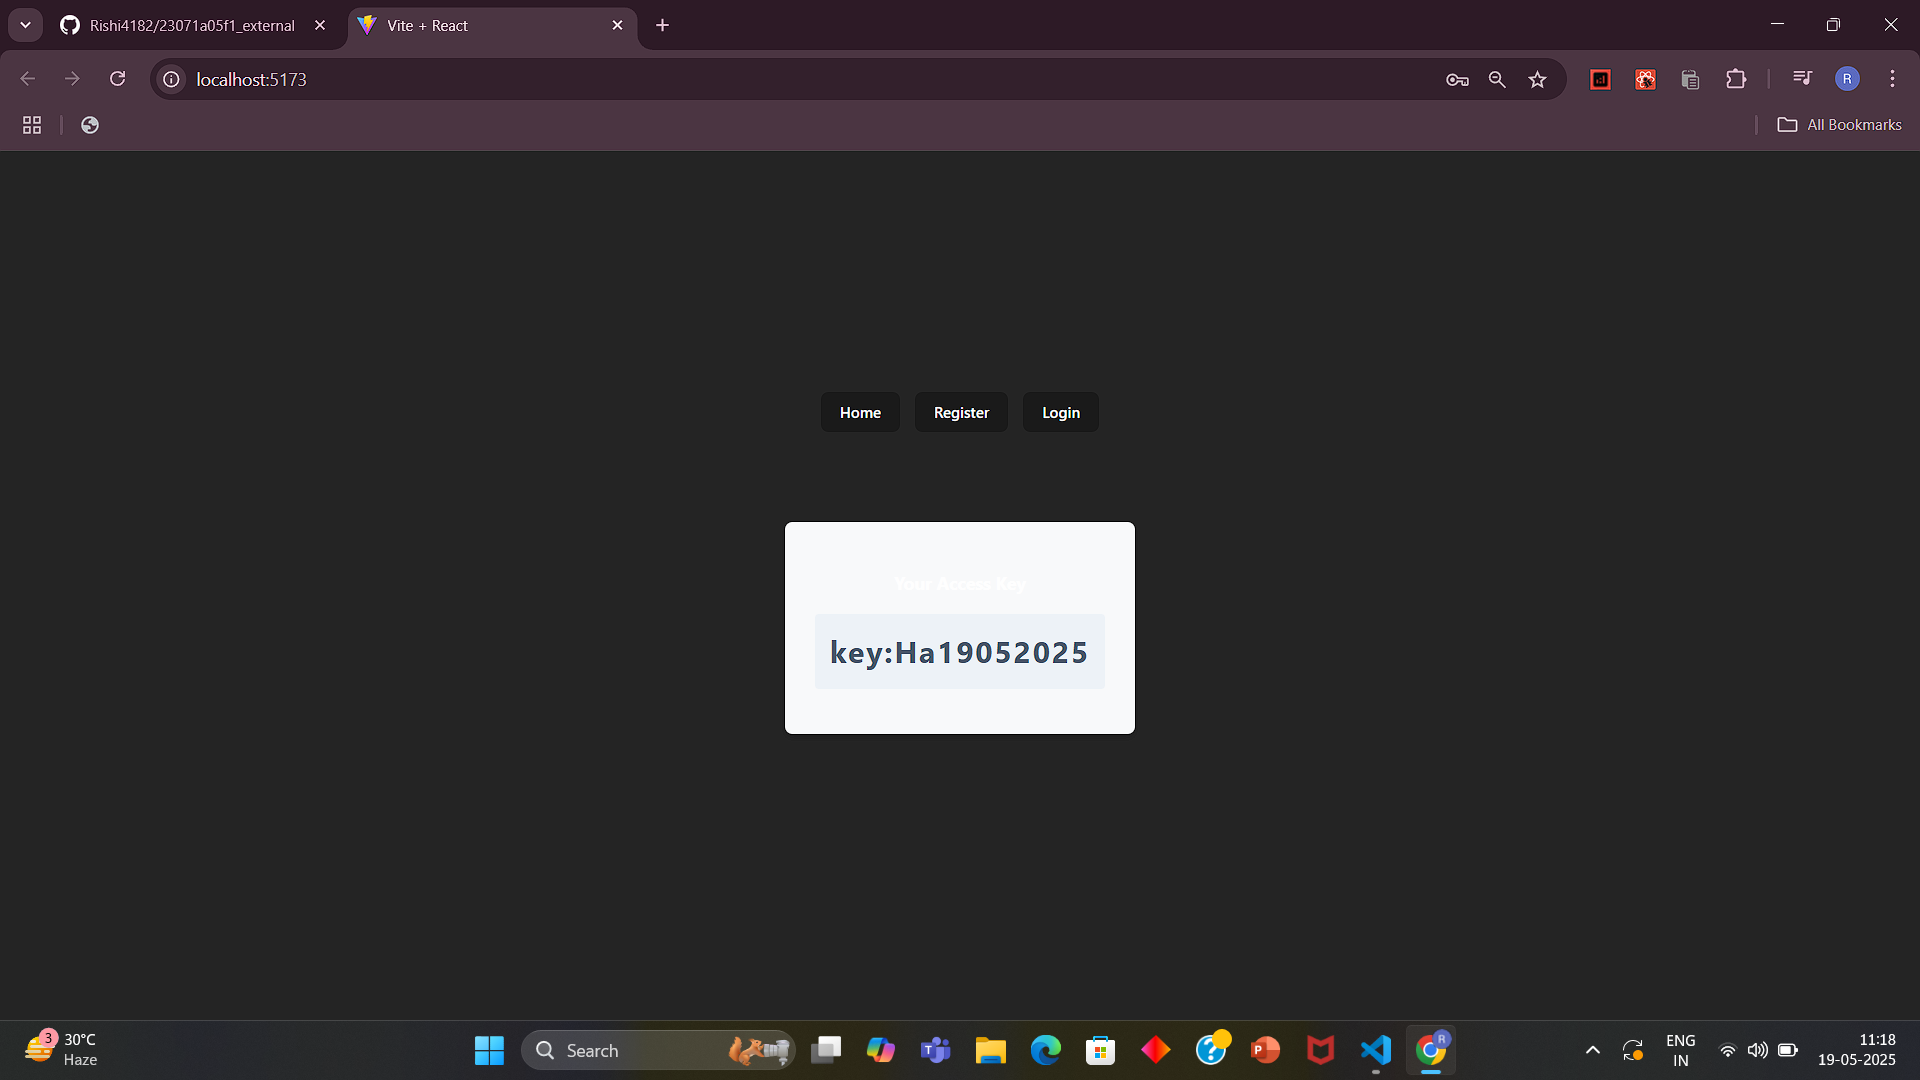 Rishi4182/23071a05f1_external
Vite + React
localhost:5173
R
All Bookmarks
Home
Register
Login
Your Access Key
key:Ha19052025
3
30°C
Haze
Search
ENG
IN
11:18
19-05-2025